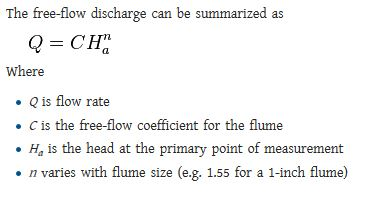 The free-flow discharge can be summarized as
Q = CHₐⁿ
Where
• Q is flow rate
• C is the free-flow coefficient for the flume
• Hₐ is the head at the primary point of measurement
• n varies with flume size (e.g. 1.55 for a 1-inch flume)